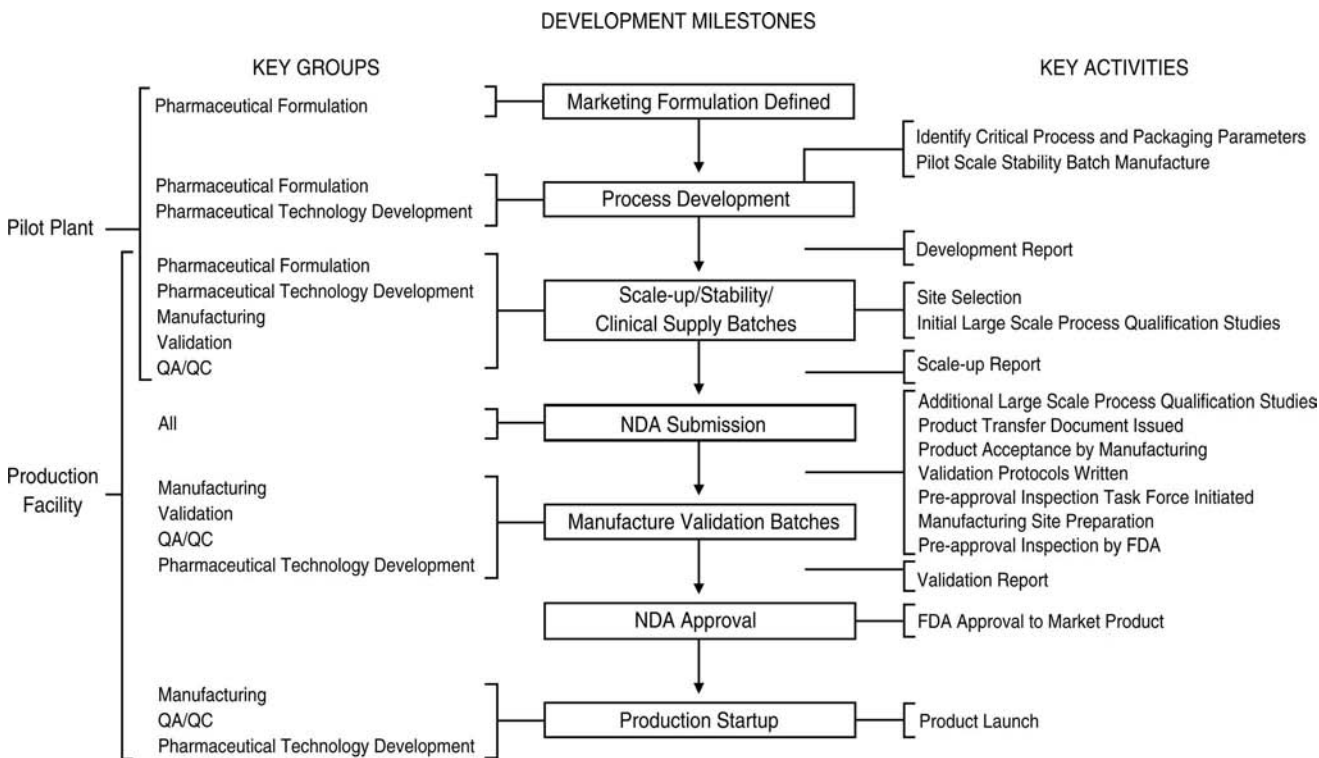 DEVELOPMENT MILESTONES
KEY GROUPS
KEY ACTIVITIES
Pharmaceutical Formulation
Marketing Formulation Defined
Identify Critical Process and Packaging Parameters
Pilot Scale Stability Batch Manufacture
Pharmaceutical Formulation
Pharmaceutical Technology Development
Process Development
Pilot Plant
Development Report
Pharmaceutical Formulation
Pharmaceutical Technology Development
Manufacturing
Validation
QA/QC
Scale-up/Stability/
Clinical Supply Batches
Site Selection
Initial Large Scale Process Qualification Studies
Scale-up Report
All
NDA Submission
Additional Large Scale Process Qualification Studies
Product Transfer Document Issued
Product Acceptance by Manufacturing
Validation Protocols Written
Pre-approval Inspection Task Force Initiated
Manufacturing Site Preparation
Pre-approval Inspection by FDA
Production
Facility
Manufacturing
Validation
QA/QC
Pharmaceutical Technology Development
Manufacture Validation Batches
Validation Report
NDA Approval
FDA Approval to Market Product
Manufacturing
QA/QC
Pharmaceutical Technology Development
Production Startup
Product Launch